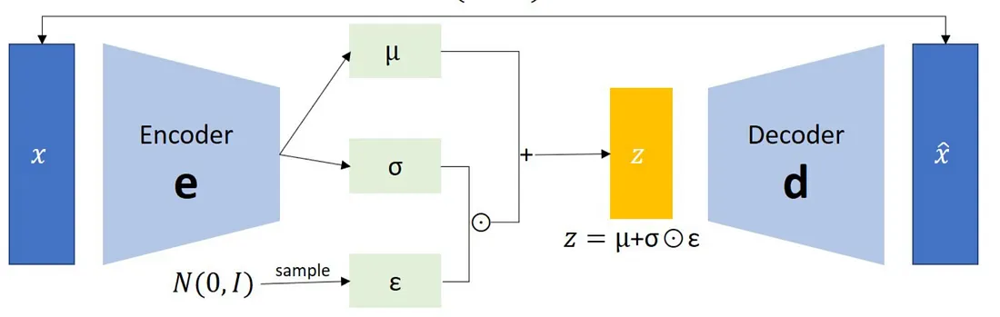 x
Encoder
e
μ
σ
N(0, I)
sample
ε
⊙
+
z
z = μ+σ⊙ε
Decoder
d
x̂